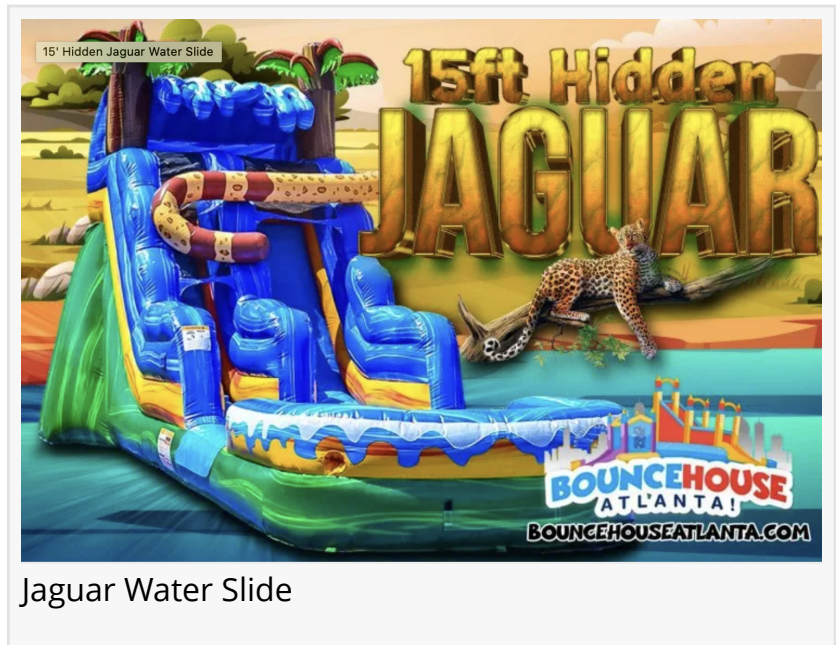 15' Hidden Jaguar Water Slide
15ft Hidden
JAGUAR
BOUNCEHOUSE
ATLANTA!
BOUNCEHOUSEATLANTA.COM
Jaguar Water Slide